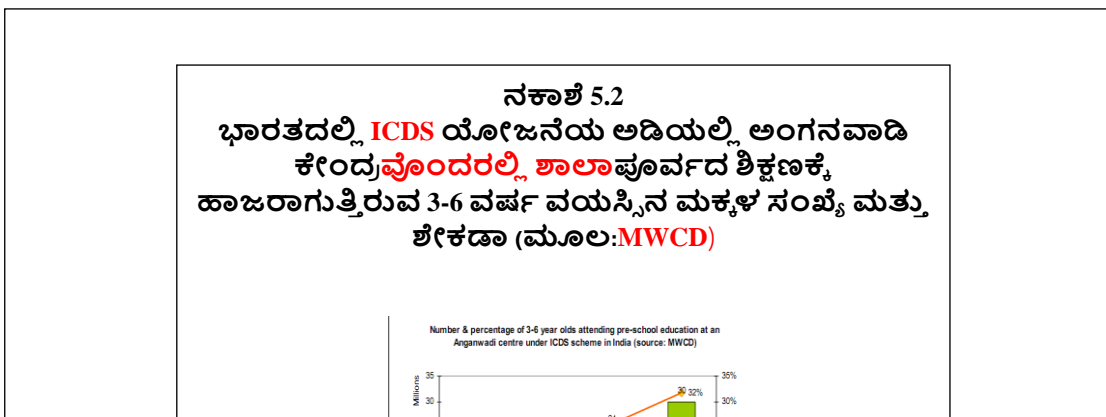 ನಕಾಶೆ 5.2
ಭಾರತದಲ್ಲಿ ICDS ಯೋಜನೆಯ ಅಡಿಯಲ್ಲಿ ಅಂಗನವಾಡಿ
ಕೇಂದ್ರವೊಂದರಲ್ಲಿ ಶಾಲಾಪೂರ್ವದ ಶಿಕ್ಷಣಕ್ಕೆ
ಹಾಜರಾಗುತ್ತಿರುವ 3-6 ವರ್ಷ ವಯಸ್ಸಿನ ಮಕ್ಕಳ ಸಂಖ್ಯೆ ಮತ್ತು
ಶೇಕಡಾ (ಮೂಲ:MWCD)
Number & percentage of 3-6 year olds attending pre-school education at an
Anganwadi centre under ICDS scheme in India (source: MWCD)
Millions
35 35%
30 32%
30 30%